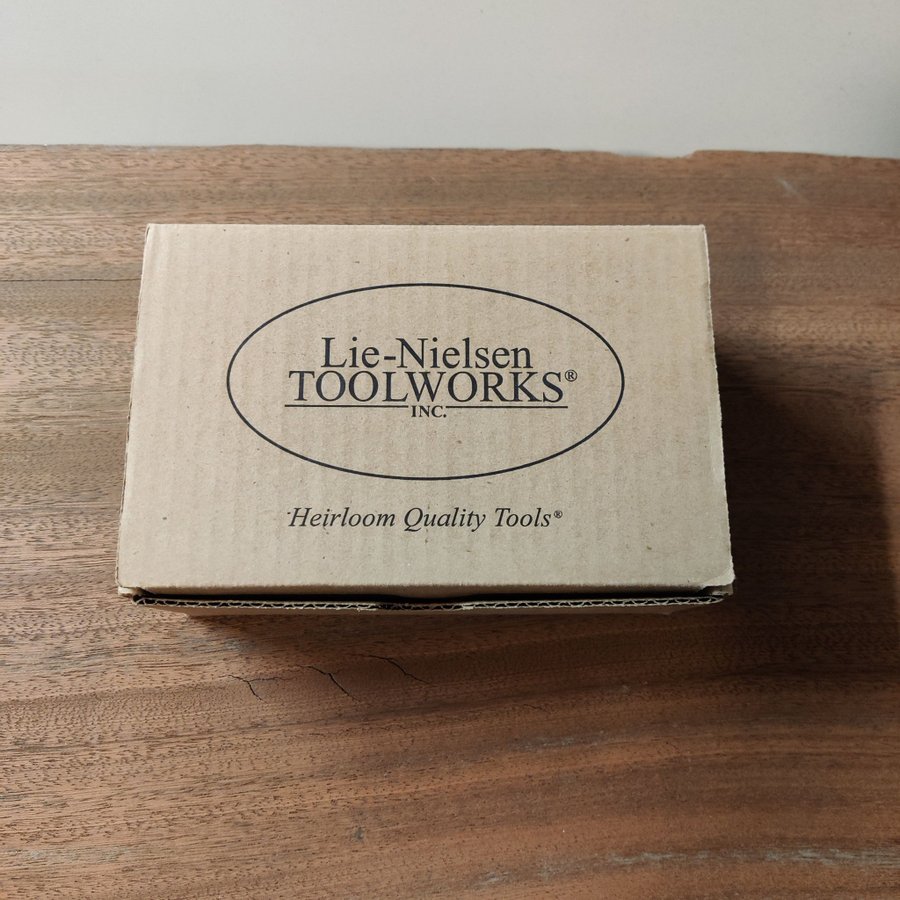 Lie-Nielsen
TOOLWORKS®
INC.
Heirloom Quality Tools®